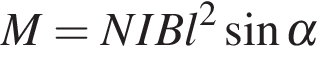 M = NIBl² sin α